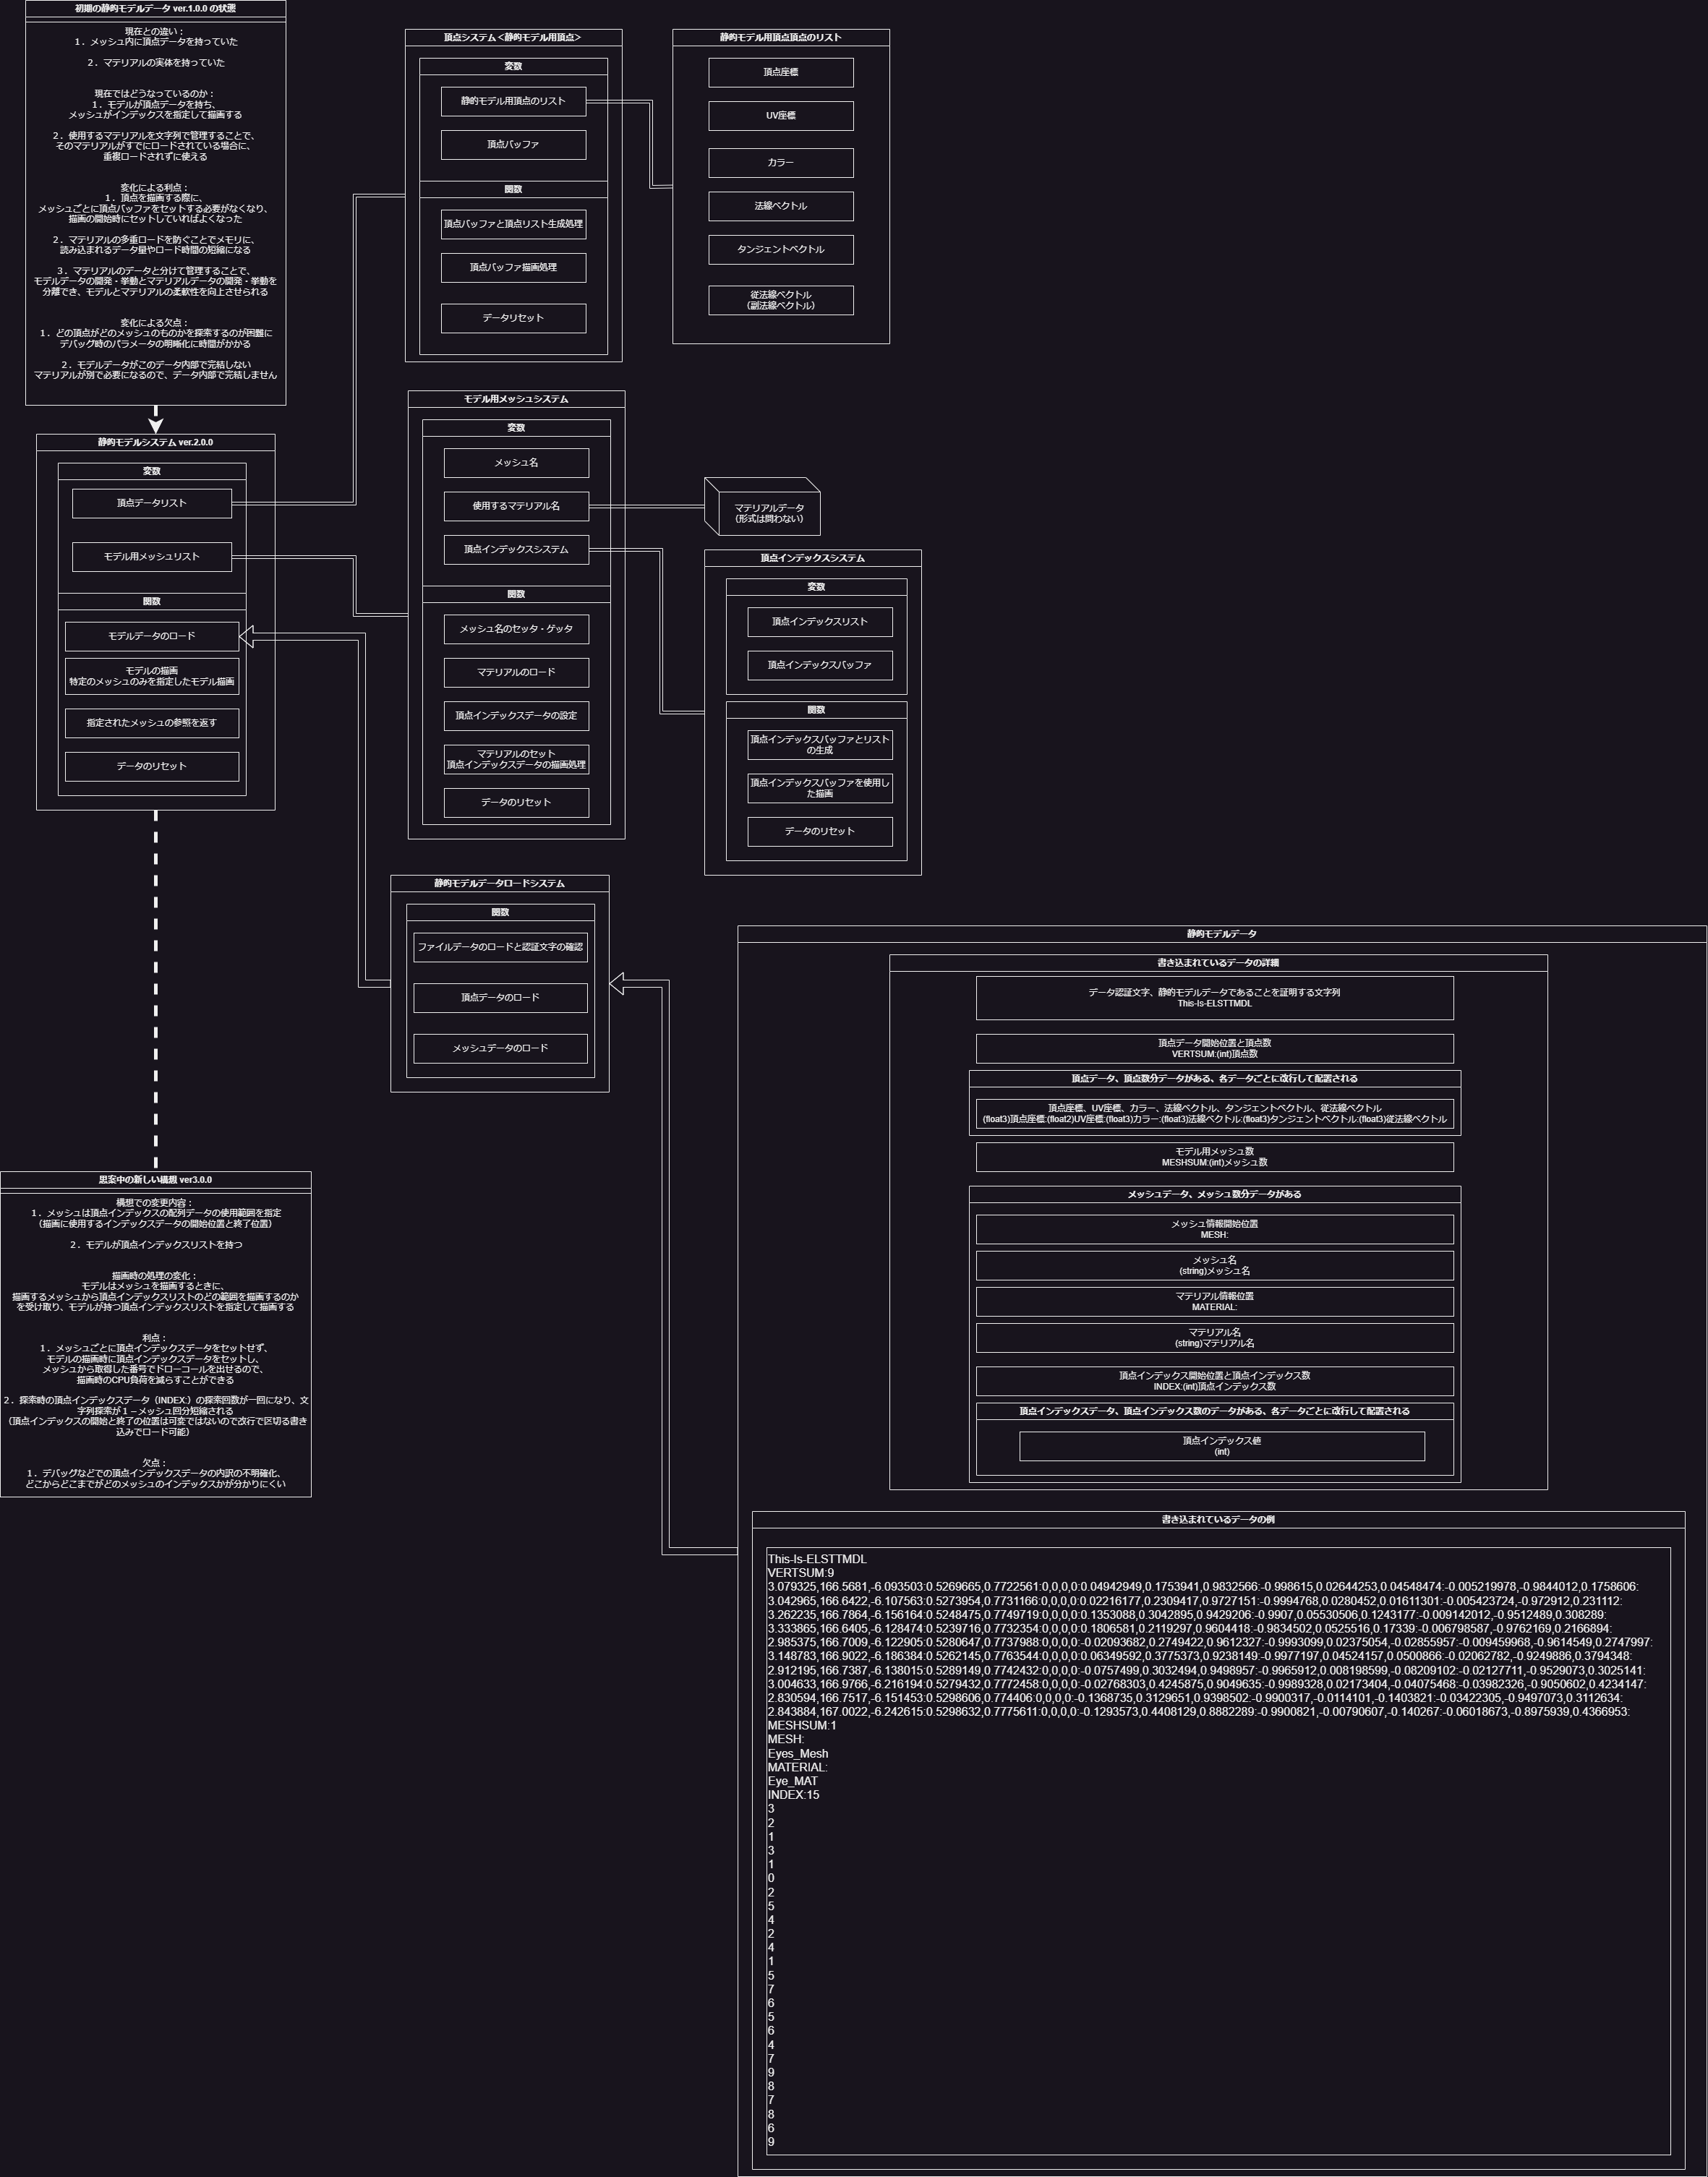 初期の静的モデルデータ ver.1.0.0 の状態
現在との違い：
１．メッシュ内に頂点データを持っていた
２．マテリアルの実体を持っていた
現在ではどうなっているのか：
１．モデルが頂点データを持ち、
メッシュがインデックスを指定して描画する
２．使用するマテリアルを文字列で管理することで、
そのマテリアルがすでにロードされている場合に、
重複ロードされずに使える
変化による利点：
１．頂点を描画する際に、
メッシュごとに頂点バッファをセットする必要がなくなり、
描画の開始時にセットしていればよくなった
２．マテリアルの多重ロードを防ぐことでメモリに、
読み込まれるデータ量やロード時間の短縮になる
３．マテリアルのデータと分けて管理することで、
モデルデータの開発・挙動とマテリアルデータの開発・挙動を
分離でき、モデルとマテリアルの柔軟性を向上させられる
変化による欠点：
１．どの頂点がどのメッシュのものかを探索するのが困難に
デバッグ時のパラメータの明晰化に時間がかかる
２．モデルデータがこのデータ内部で完結しない
マテリアルが別で必要になるので、データ内部で完結しません
静的モデルシステム ver.2.0.0
変数
頂点データリスト
モデル用メッシュリスト
関数
モデルデータのロード
モデルの描画
特定のメッシュのみを指定したモデル描画
指定されたメッシュの参照を返す
データのリセット
思案中の新しい構想 ver3.0.0
構想での変更内容：
１．メッシュは頂点インデックスの配列データの使用範囲を指定
（描画に使用するインデックスデータの開始位置と終了位置）
２．モデルが頂点インデックスリストを持つ
描画時の処理の変化：
モデルはメッシュを描画するときに、
描画するメッシュから頂点インデックスリストのどの範囲を描画するのか
を受け取り、モデルが持つ頂点インデックスリストを指定して描画する
利点：
１．メッシュごとに頂点インデックスデータをセットせず、
モデルの描画時に頂点インデックスデータをセットし、
メッシュから取得した番号でドローコールを出せるので、
描画時のCPU負荷を減らすことができる
２．探索時の頂点インデックスデータ（INDEX:）の探索回数が一回になり、文
字列探索が１－メッシュ回分短縮される
（頂点インデックスの開始と終了の位置は可変ではないので改行で区切る書き
込みでロード可能）
欠点：
１．デバッグなどでの頂点インデックスデータの内訳の不明確化、
どこからどこまでがどのメッシュのインデックスかが分かりにくい
頂点システム＜静的モデル用頂点＞
変数
静的モデル用頂点のリスト
頂点バッファ
関数
頂点バッファと頂点リスト生成処理
頂点バッファ描画処理
データリセット
静的モデル用頂点頂点のリスト
頂点座標
UV座標
カラー
法線ベクトル
タンジェントベクトル
従法線ベクトル
（副法線ベクトル）
モデル用メッシュシステム
変数
メッシュ名
使用するマテリアル名
頂点インデックスシステム
関数
メッシュ名のセッタ・ゲッタ
マテリアルのロード
頂点インデックスデータの設定
マテリアルのセット
頂点インデックスデータの描画処理
データのリセット
マテリアルデータ
（形式は問わない）
頂点インデックスシステム
変数
頂点インデックスリスト
頂点インデックスバッファ
関数
頂点インデックスバッファとリスト
の生成
頂点インデックスバッファを使用し
た描画
データのリセット
静的モデルデータロードシステム
関数
ファイルデータのロードと認証文字の確認
頂点データのロード
メッシュデータのロード
静的モデルデータ
書き込まれているデータの詳細
データ認証文字、静的モデルデータであることを証明する文字列
This-Is-ELSTTMDL
頂点データ開始位置と頂点数
VERTSUM:(int)頂点数
頂点データ、頂点数分データがある、各データごとに改行して配置される
頂点座標、UV座標、カラー、法線ベクトル、タンジェントベクトル、従法線ベクトル
(float3)頂点座標:(float2)UV座標:(float3)カラー:(float3)法線ベクトル:(float3)タンジェントベクトル:(float3)従法線ベクトル
モデル用メッシュ数
MESHSUM:(int)メッシュ数
メッシュデータ、メッシュ数分データがある
メッシュ情報開始位置
MESH:
メッシュ名
(string)メッシュ名
マテリアル情報位置
MATERIAL:
マテリアル名
(string)マテリアル名
頂点インデックス開始位置と頂点インデックス数
INDEX:(int)頂点インデックス数
頂点インデックスデータ、頂点インデックス数のデータがある、各データごとに改行して配置される
頂点インデックス値
(int)
書き込まれているデータの例
This-Is-ELSTTMDL
VERTSUM:9
3.079325,166.5681,-6.093503:0.5269665,0.7722561:0,0,0,0:0.04942949,0.1753941,0.9832566:-0.998615,0.02644253,0.04548474:-0.005219978,-0.9844012,0.1758606:
3.042965,166.6422,-6.107563:0.5273954,0.7731166:0,0,0,0:0.02216177,0.2309417,0.9727151:-0.9994768,0.0280452,0.01611301:-0.005423724,-0.972912,0.231112:
3.262235,166.7864,-6.156164:0.5248475,0.7749719:0,0,0,0:0.1353088,0.3042895,0.9429206:-0.9907,0.05530506,0.1243177:-0.009142012,-0.9512489,0.308289:
3.333865,166.6405,-6.128474:0.5239716,0.7732354:0,0,0,0:0.1806581,0.2119297,0.9604418:-0.9834502,0.0525516,0.17339:-0.006798587,-0.9762169,0.2166894:
2.985375,166.7009,-6.122905:0.5280647,0.7737988:0,0,0,0:-0.02093682,0.2749422,0.9612327:-0.9993099,0.02375054,-0.02855957:-0.009459968,-0.9614549,0.2747997:
3.148783,166.9022,-6.186384:0.5262145,0.7763544:0,0,0,0:0.06349592,0.3775373,0.9238149:-0.9977197,0.04524157,0.0500866:-0.02062782,-0.9249886,0.3794348:
2.912195,166.7387,-6.138015:0.5289149,0.7742432:0,0,0,0:-0.0757499,0.3032494,0.9498957:-0.9965912,0.008198599,-0.08209102:-0.02127711,-0.9529073,0.3025141:
3.004633,166.9766,-6.216194:0.5279432,0.7772458:0,0,0,0:-0.02768303,0.4245875,0.9049635:-0.9989328,0.02173404,-0.04075468:-0.03982326,-0.9050602,0.4234147:
2.830594,166.7517,-6.151453:0.5298606,0.774406:0,0,0,0:-0.1368735,0.3129651,0.9398502:-0.9900317,-0.0114101,-0.1403821:-0.03422305,-0.9497073,0.3112634:
2.843884,167.0022,-6.242615:0.5298632,0.7775611:0,0,0,0:-0.1293573,0.4408129,0.8882289:-0.9900821,-0.00790607,-0.140267:-0.06018673,-0.8975939,0.4366953:
MESHSUM:1
MESH:
Eyes_Mesh
MATERIAL:
Eye_MAT
INDEX:15
3
2
1
3
1
0
2
5
4
2
4
1
5
7
6
5
6
4
7
9
8
7
8
6
9